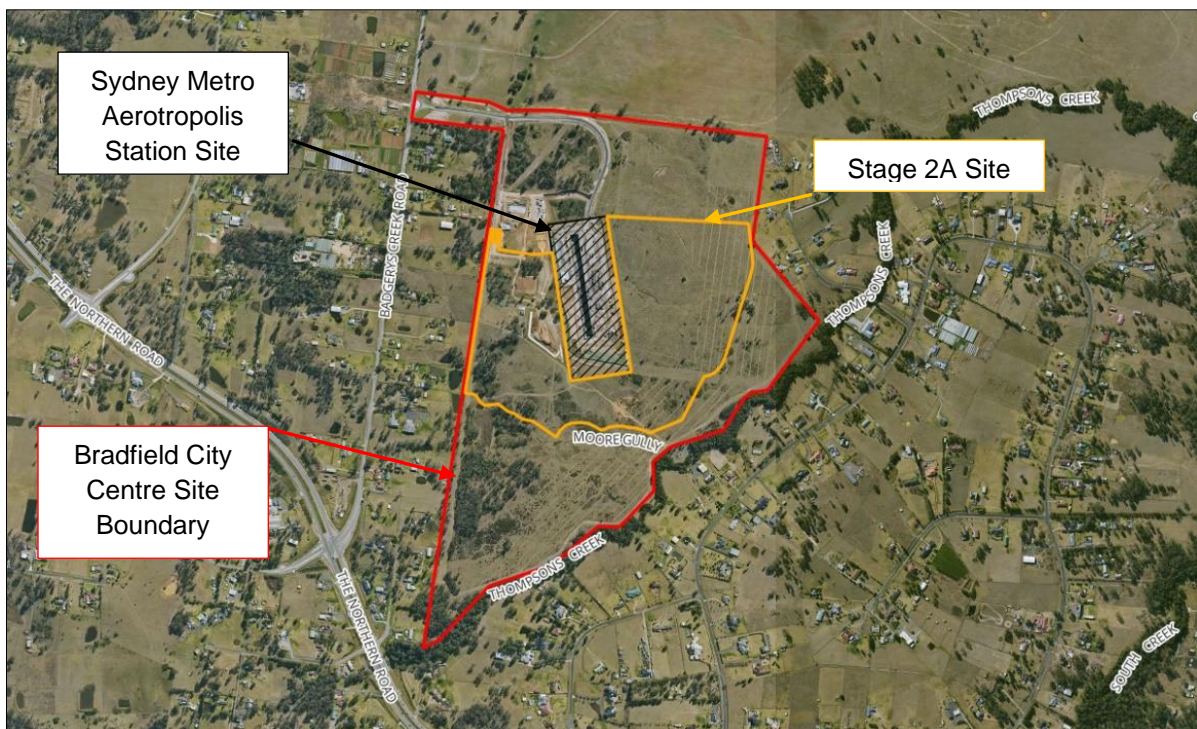 Sydney Metro
Aerotropolis
Station Site
Stage 2A Site
Bradfield City
Centre Site
Boundary
THOMPSONS CREEK
THOMPSONS CREEK
BADGERYS CREEK ROAD
THE NORTHERN ROAD
MOORE GULLY
THOMPSONS CREEK
THE NORTHERN ROAD
SOUTH CREEK